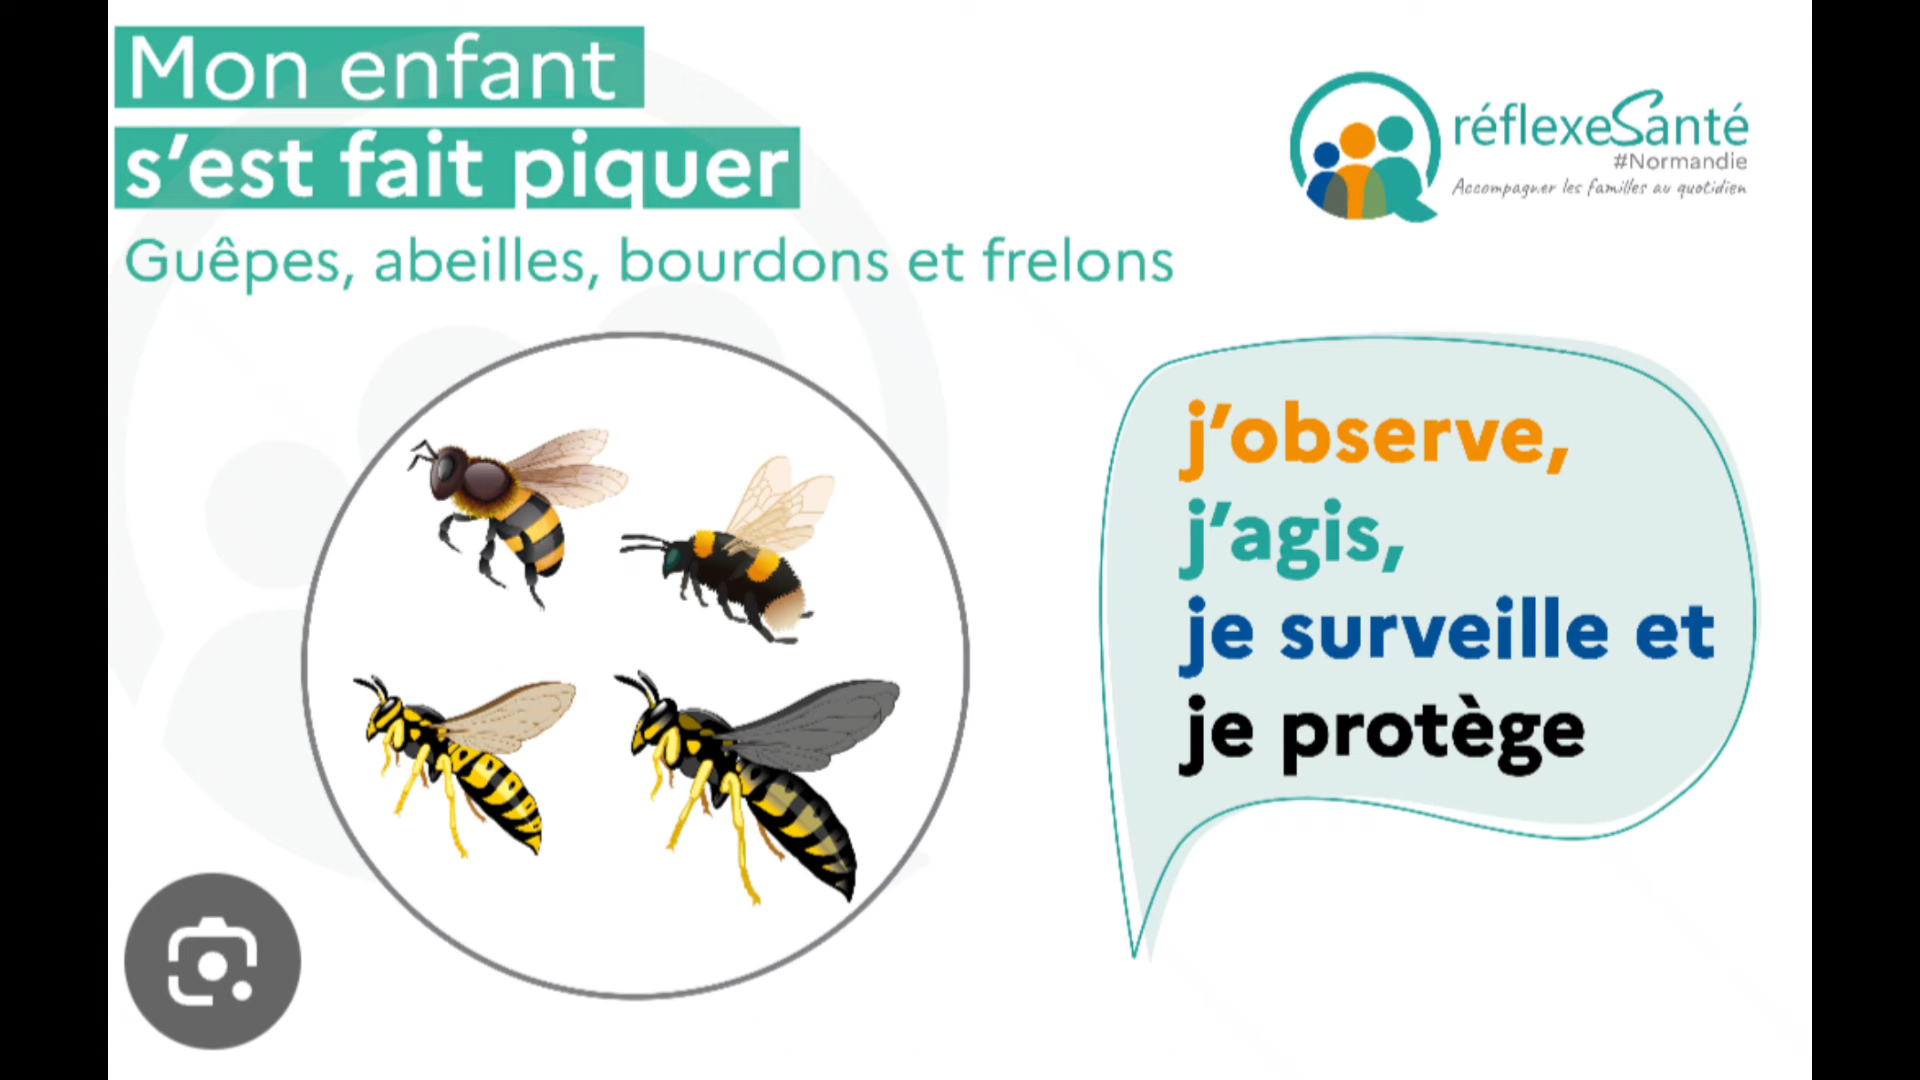 Mon enfant
s'est fait piquer
Guêpes, abeilles, bourdons et frelons
réflexeSanté
#Normandie
Accompagner les familles au quotidien
j'observe,
j'agis,
je surveille et
je protège